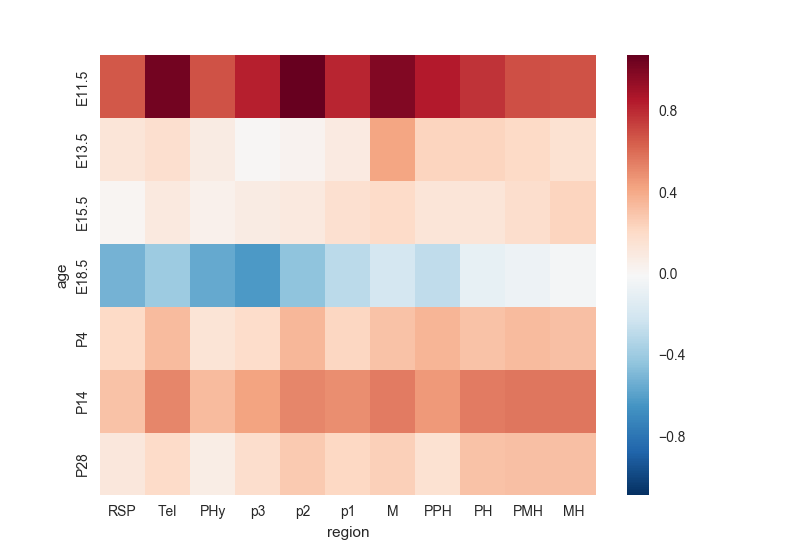 E11.5
E13.5
E15.5
E18.5
P4
P14
P28
age
RSP Tel PHy p3 p2 p1 M PPH PH PMH MH
region
0.8
0.4
0.0
−0.4
−0.8